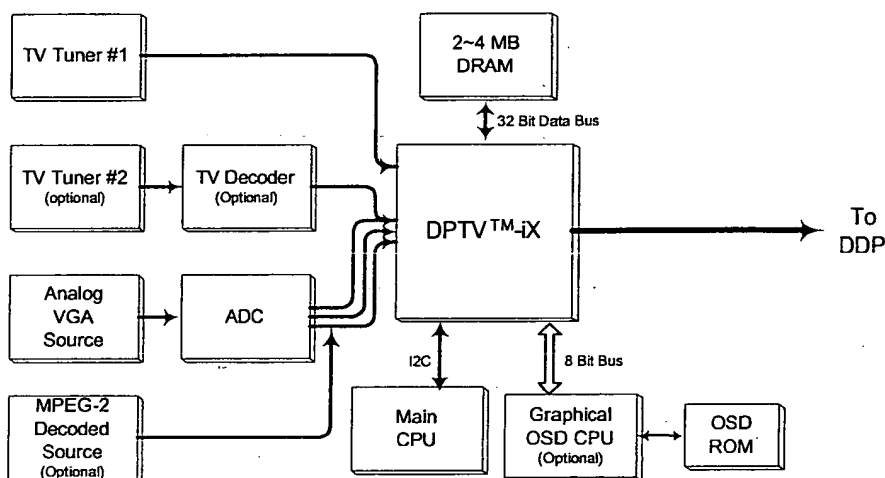 TV Tuner #1
2~4 MB
DRAM
32 Bit Data Bus
TV Tuner #2
(optional)
TV Decoder
(Optional)
DPTV™-iX
To
DDP
Analog
VGA
Source
ADC
I2C
8 Bit Bus
MPEG-2
Decoded
Source
(Optional)
Main
CPU
Graphical
OSD CPU
(Optional)
OSD
ROM